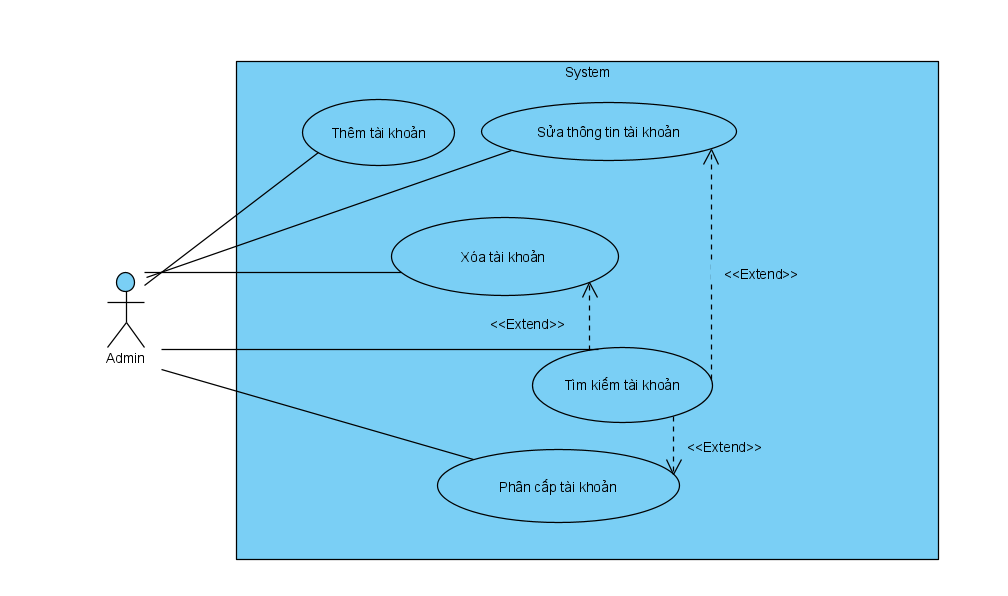 System
Thêm tài khoản
Sửa thông tin tài khoản
Xóa tài khoản
<<Extend>>
<<Extend>>
Admin
Tìm kiếm tài khoản
<<Extend>>
Phân cấp tài khoản